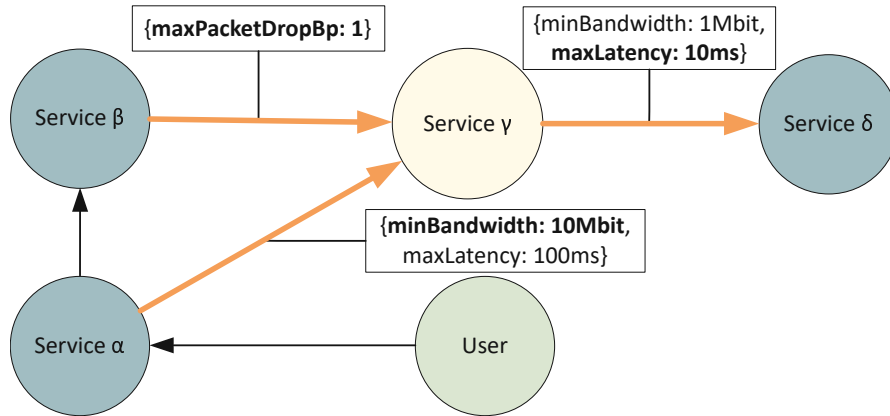 {maxPacketDropBp: 1}
{minBandwidth: 1Mbit,
maxLatency: 10ms}
Service β
Service γ
Service δ
{minBandwidth: 10Mbit,
maxLatency: 100ms}
Service α
User